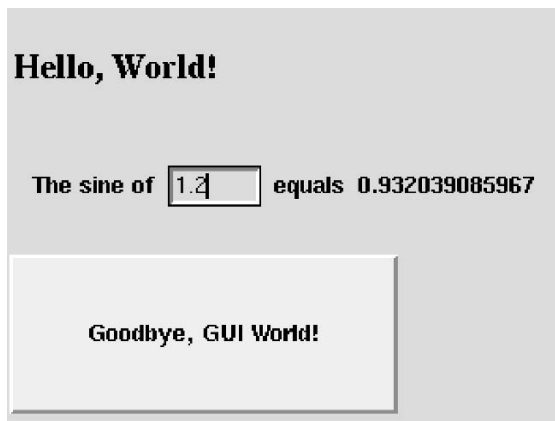 Hello, World!
The sine of 1.2 equals 0.932039085967
Goodbye, GUI World!